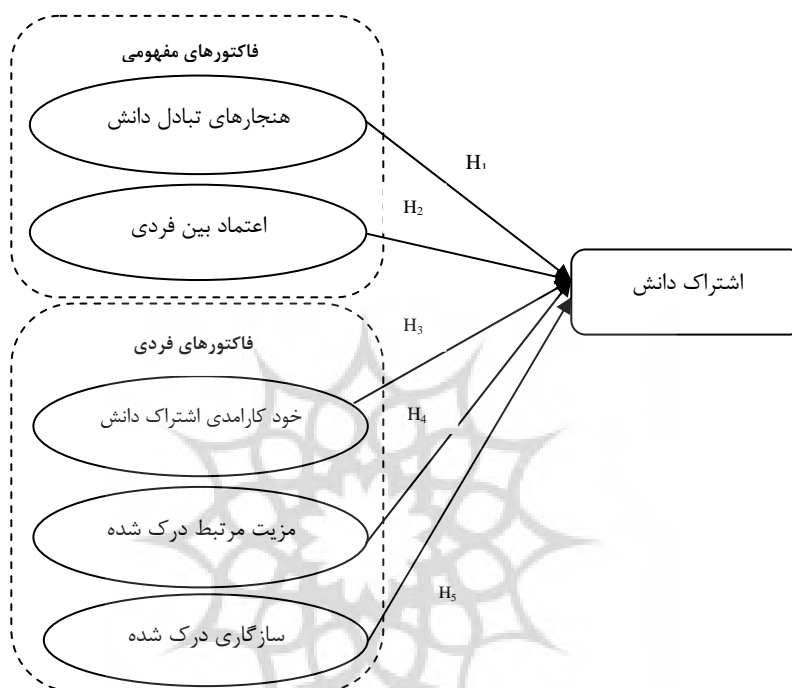 فاکتورهای مفهومی
هنجارهای تبادل دانش
H₁
اعتماد بین فردی
H₂
اشتراک دانش
فاکتورهای فردی
H₃
خود کارامدی اشتراک دانش
H₄
مزیت مرتبط درک شده
H₅
سازگاری درک شده